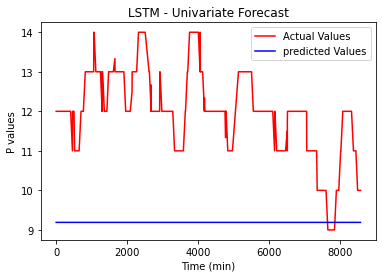 LSTM - Univariate Forecast
Actual Values
predicted Values
P values
14
13
12
11
10
9
0 2000 4000 6000 8000
Time (min)